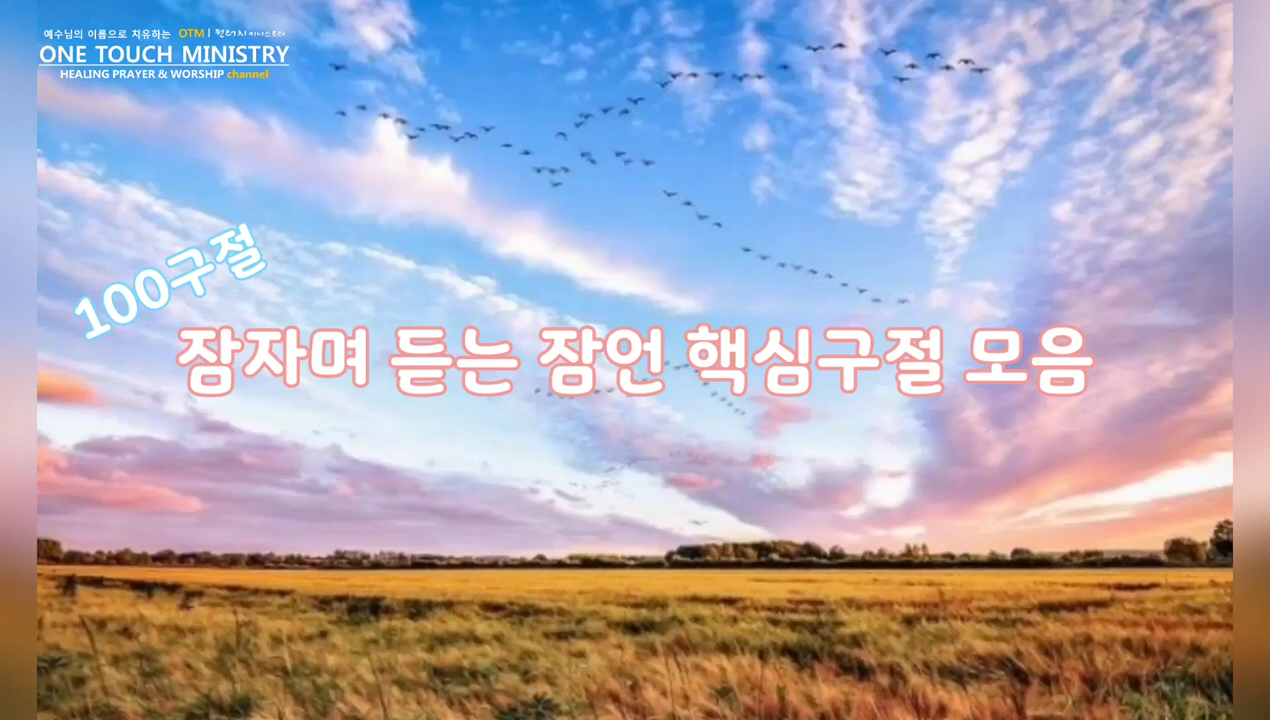 예수님의 이름으로 치유하는 OTM | 원터치 미니스트리
ONE TOUCH MINISTRY
HEALING PRAYER & WORSHIP channel
100구절
잠자며 듣는 잠언 핵심구절 모음